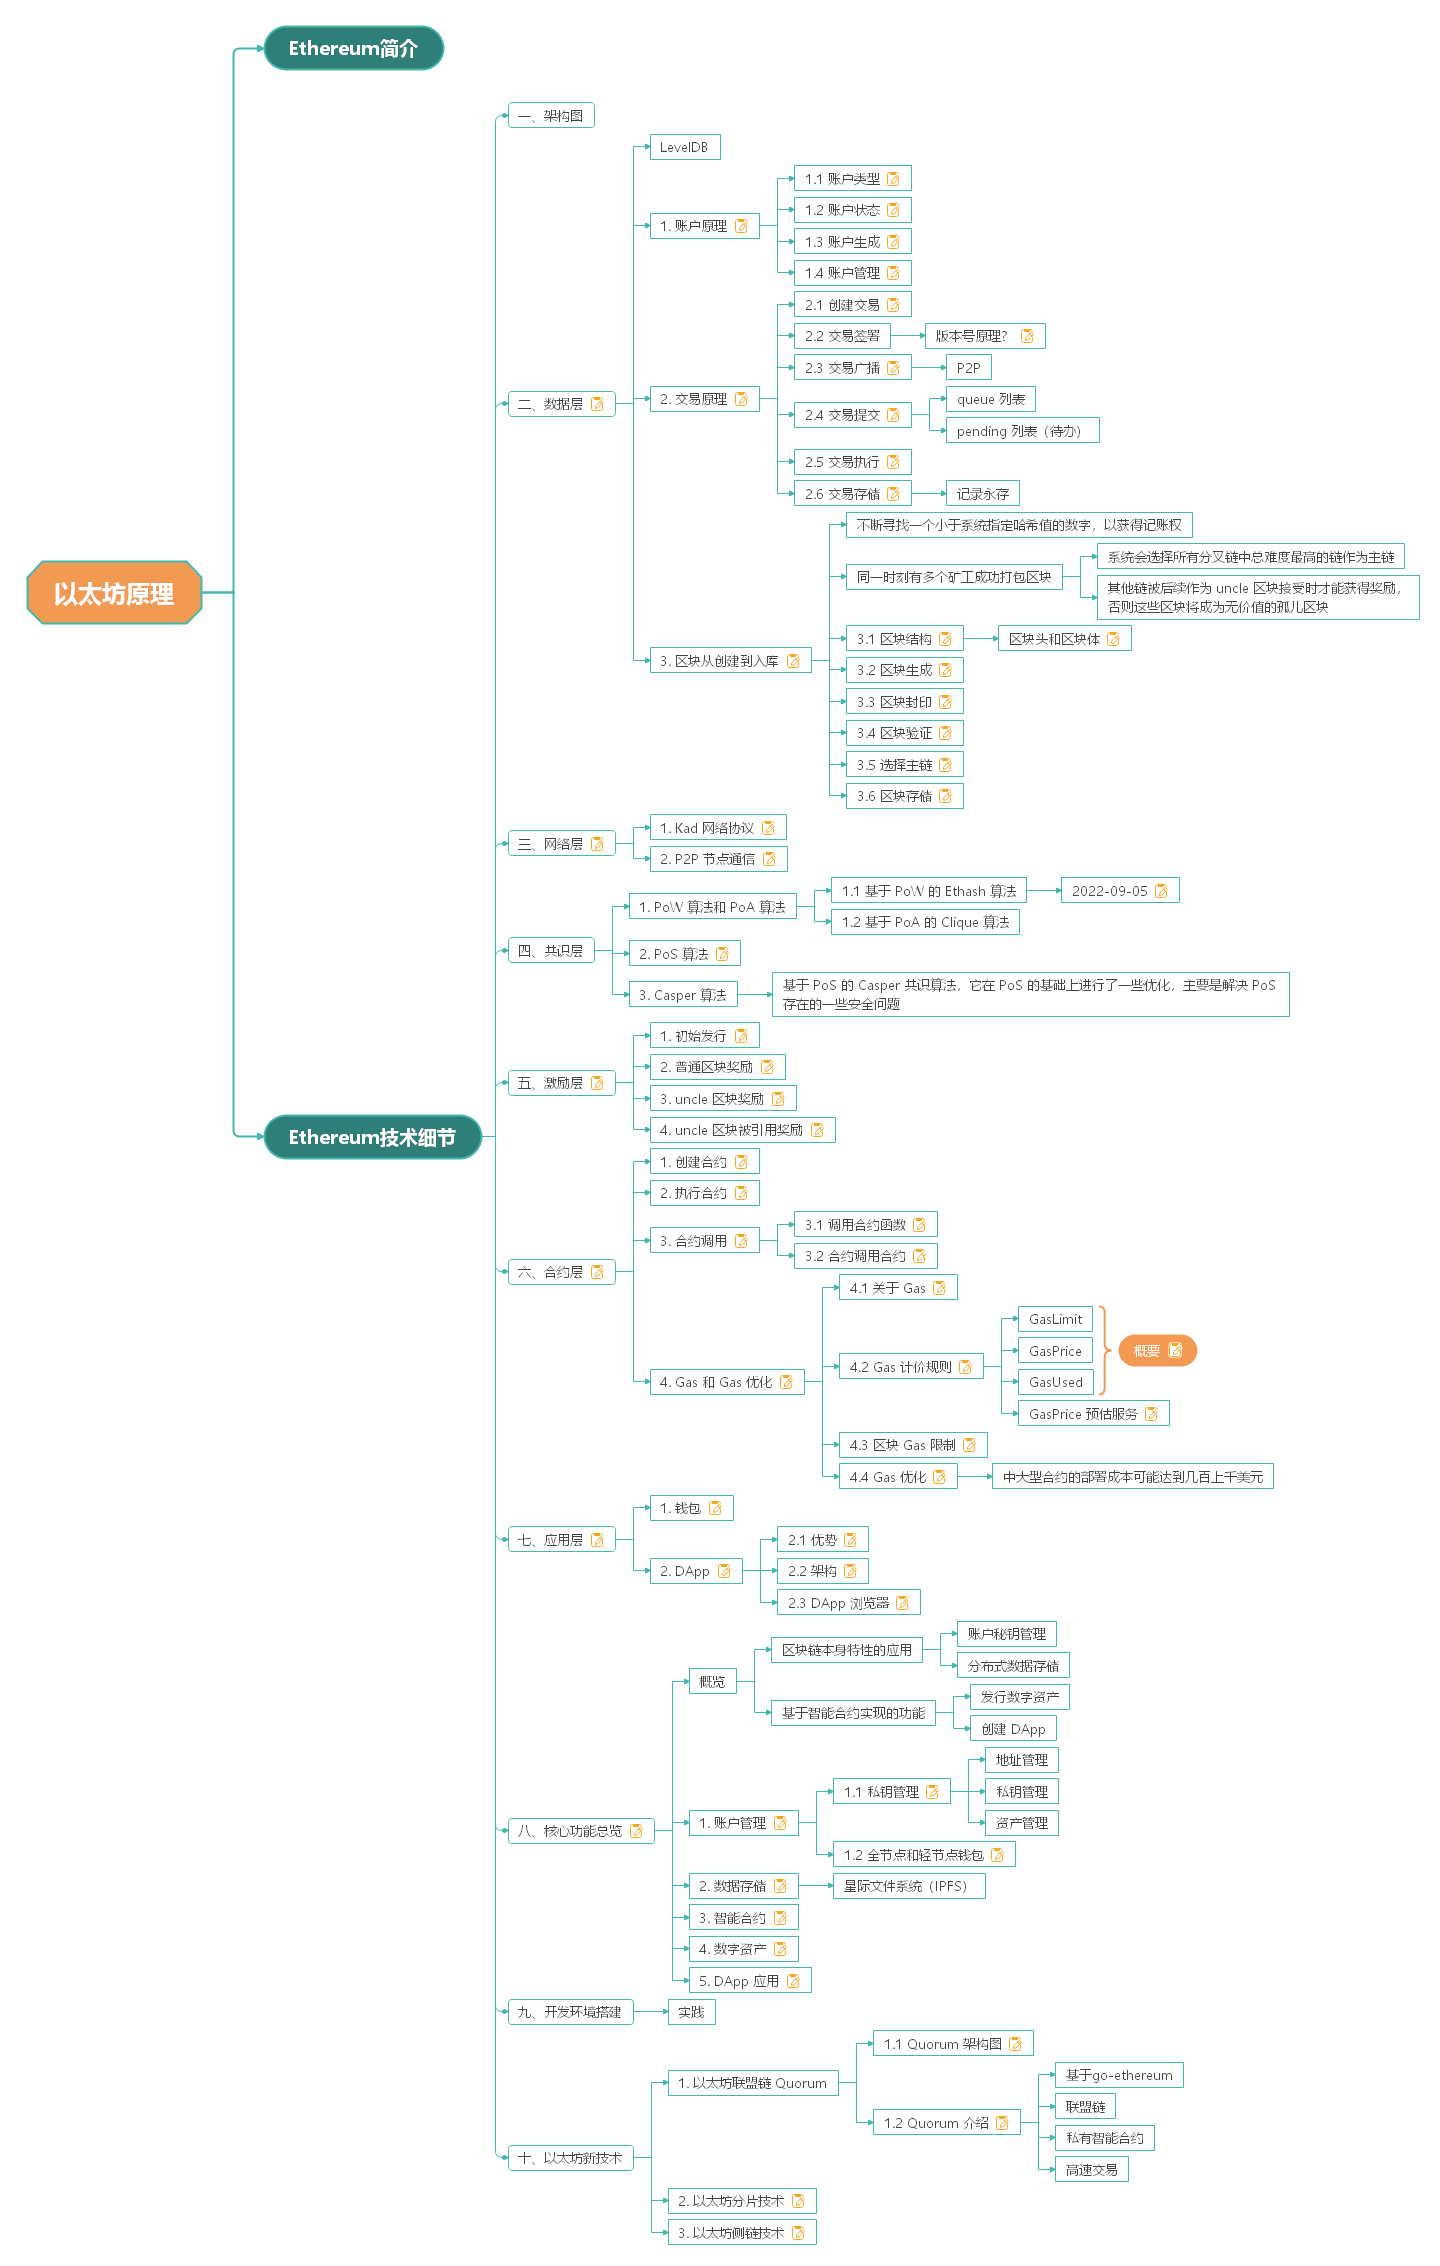 Ethereum简介
一、架构图
LevelDB
1.1 账户类型
1.2 账户状态
1. 账户原理
1.3 账户生成
1.4 账户管理
2.1 创建交易
2.2 交易签署
版本号原理?
2.3 交易广播
P2P
二、数据层
2. 交易原理
queue 列表
2.4 交易提交
pending 列表（待办）
2.5 交易执行
2.6 交易存储
记录永存
不断寻找一个小于系统指定哈希值的数字，以获得记账权
系统会选择所有分叉链中总难度最高的链作为主链
同一时刻有多个矿工成功打包区块
其他链被后续作为 uncle 区块接受时才能获得奖励，
否则这些区块将成为无价值的孤儿区块
以太坊原理
3.1 区块结构
区块头和区块体
3. 区块从创建到入库
3.2 区块生成
3.3 区块封印
3.4 区块验证
3.5 选择主链
3.6 区块存储
三、网络层
1. Kad 网络协议
2. P2P 节点通信
1.1 基于 PoW 的 Ethash 算法
2022-09-05
1. PoW 算法和 PoA 算法
1.2 基于 PoA 的 Clique 算法
四、共识层
2. PoS 算法
3. Casper 算法
基于 PoS 的 Casper 共识算法，它在 PoS 的基础上进行了一些优化，主要是解决 PoS
存在的一些安全问题
1. 初始发行
2. 普通区块奖励
五、激励层
3. uncle 区块奖励
4. uncle 区块被引用奖励
Ethereum技术细节
1. 创建合约
2. 执行合约
3.1 调用合约函数
3. 合约调用
3.2 合约调用合约
六、合约层
4.1 关于 Gas
GasLimit
GasPrice
概要
4.2 Gas 计价规则
GasUsed
4. Gas 和 Gas 优化
GasPrice 预估服务
4.3 区块 Gas 限制
4.4 Gas 优化
中大型合约的部署成本可能达到几百上千美元
1. 钱包
七、应用层
2.1 优势
2. DApp
2.2 架构
2.3 DApp 浏览器
账户秘钥管理
区块链本身特性的应用
分布式数据存储
概览
发行数字资产
基于智能合约实现的功能
创建 DApp
地址管理
1.1 私钥管理
私钥管理
1. 账户管理
资产管理
八、核心功能总览
1.2 全节点和轻节点钱包
2. 数据存储
星际文件系统（IPFS）
3. 智能合约
4. 数字资产
5. DApp 应用
九、开发环境搭建
实践
1.1 Quorum 架构图
1. 以太坊联盟链 Quorum
基于go-ethereum
联盟链
1.2 Quorum 介绍
私有智能合约
十、以太坊新技术
高速交易
2. 以太坊分片技术
3. 以太坊侧链技术